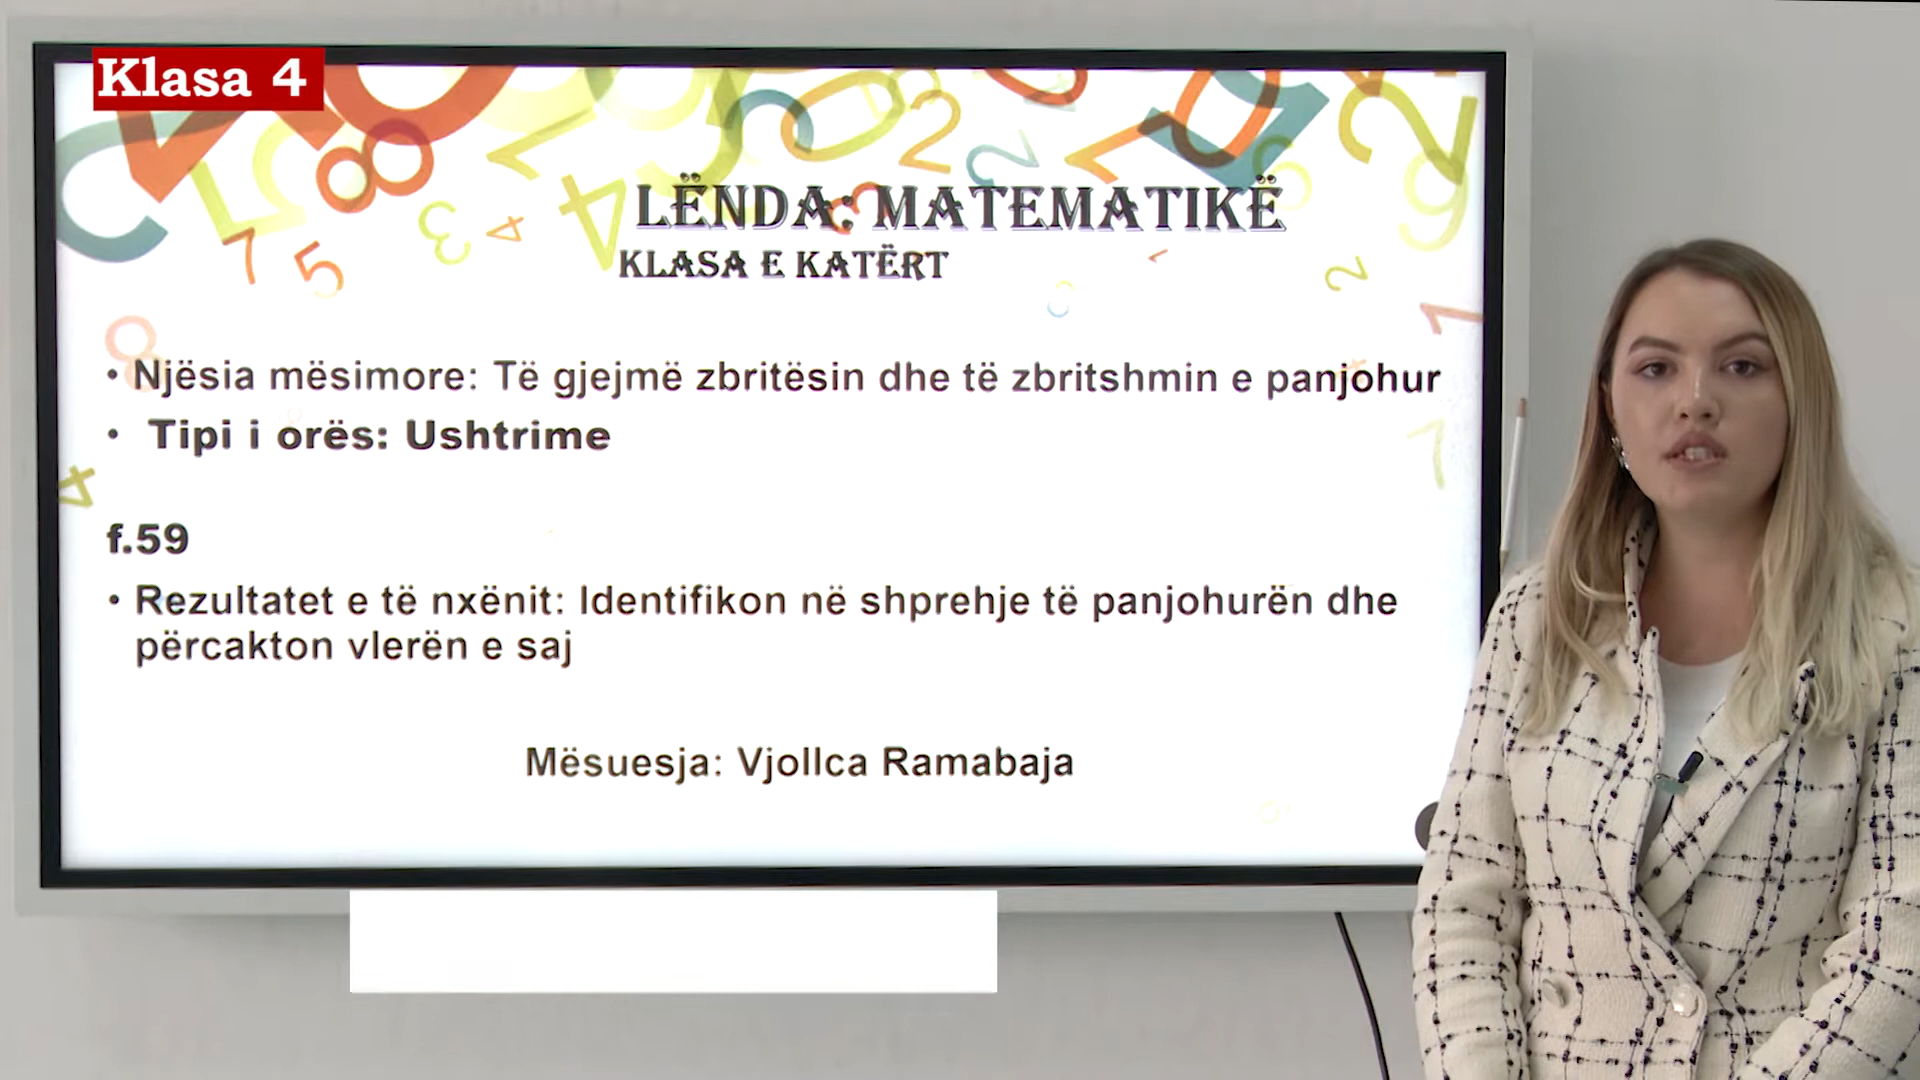 Klasa 4
LËNDA: MATEMATIKË
KLASA E KATËRT
• Njësia mësimore: Të gjejmë zbritësin dhe të zbritshmin e panjohur
• Tipi i orës: Ushtrime
f.59
• Rezultatet e të nxënit: Identifikon në shprehje të panjohurën dhe
përcakton vlerën e saj
Mësuesja: Vjollca Ramabaja